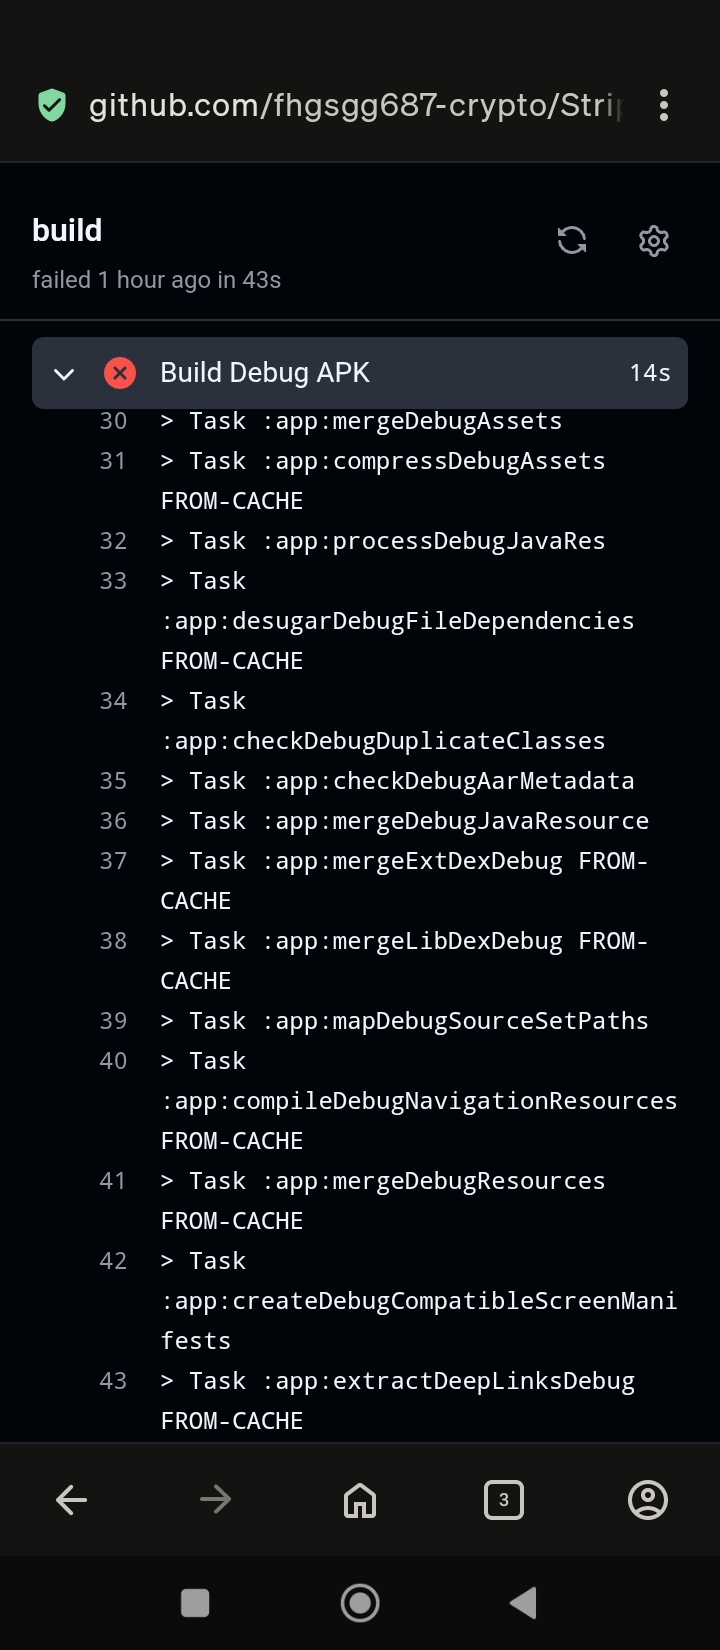 github.com/fhgsgg687-crypto/Strip
build
failed 1 hour ago in 43s
Build Debug APK 14s
30 > Task :app:mergeDebugAssets
31 > Task :app:compressDebugAssets
FROM-CACHE
32 > Task :app:processDebugJavaRes
33 > Task
:app:desugarDebugFileDependencies
FROM-CACHE
34 > Task
:app:checkDebugDuplicateClasses
35 > Task :app:checkDebugAarMetadata
36 > Task :app:mergeDebugJavaResource
37 > Task :app:mergeExtDexDebug FROM-
CACHE
38 > Task :app:mergeLibDexDebug FROM-
CACHE
39 > Task :app:mapDebugSourceSetPaths
40 > Task
:app:compileDebugNavigationResources
FROM-CACHE
41 > Task :app:mergeDebugResources
FROM-CACHE
42 > Task
:app:createDebugCompatibleScreenMani
fests
43 > Task :app:extractDeepLinksDebug
FROM-CACHE
3